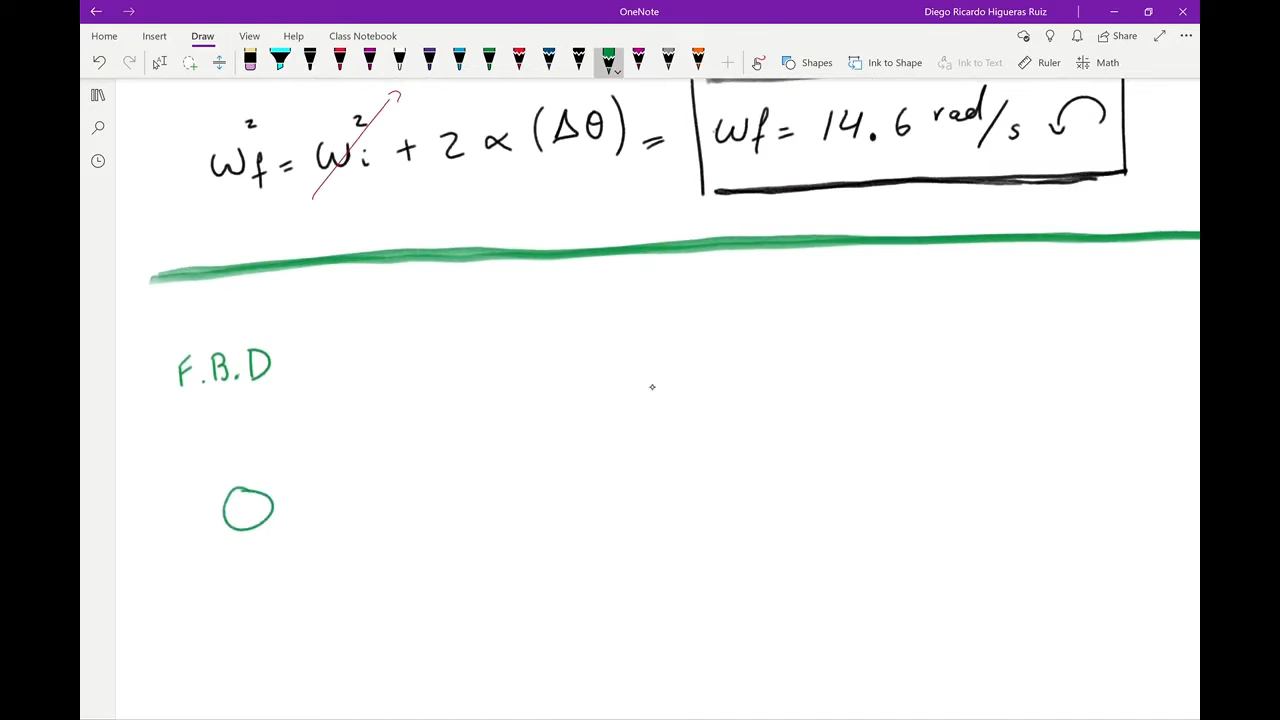 OneNote
Diego Ricardo Higueras Ruiz
Home Insert Draw View Help Class Notebook
Share
Shapes Ink to Shape Ink to Text Ruler Math
ωf² = ωi² + 2 α (Δθ) = ωf = 14.6 rad/s
F.B.D